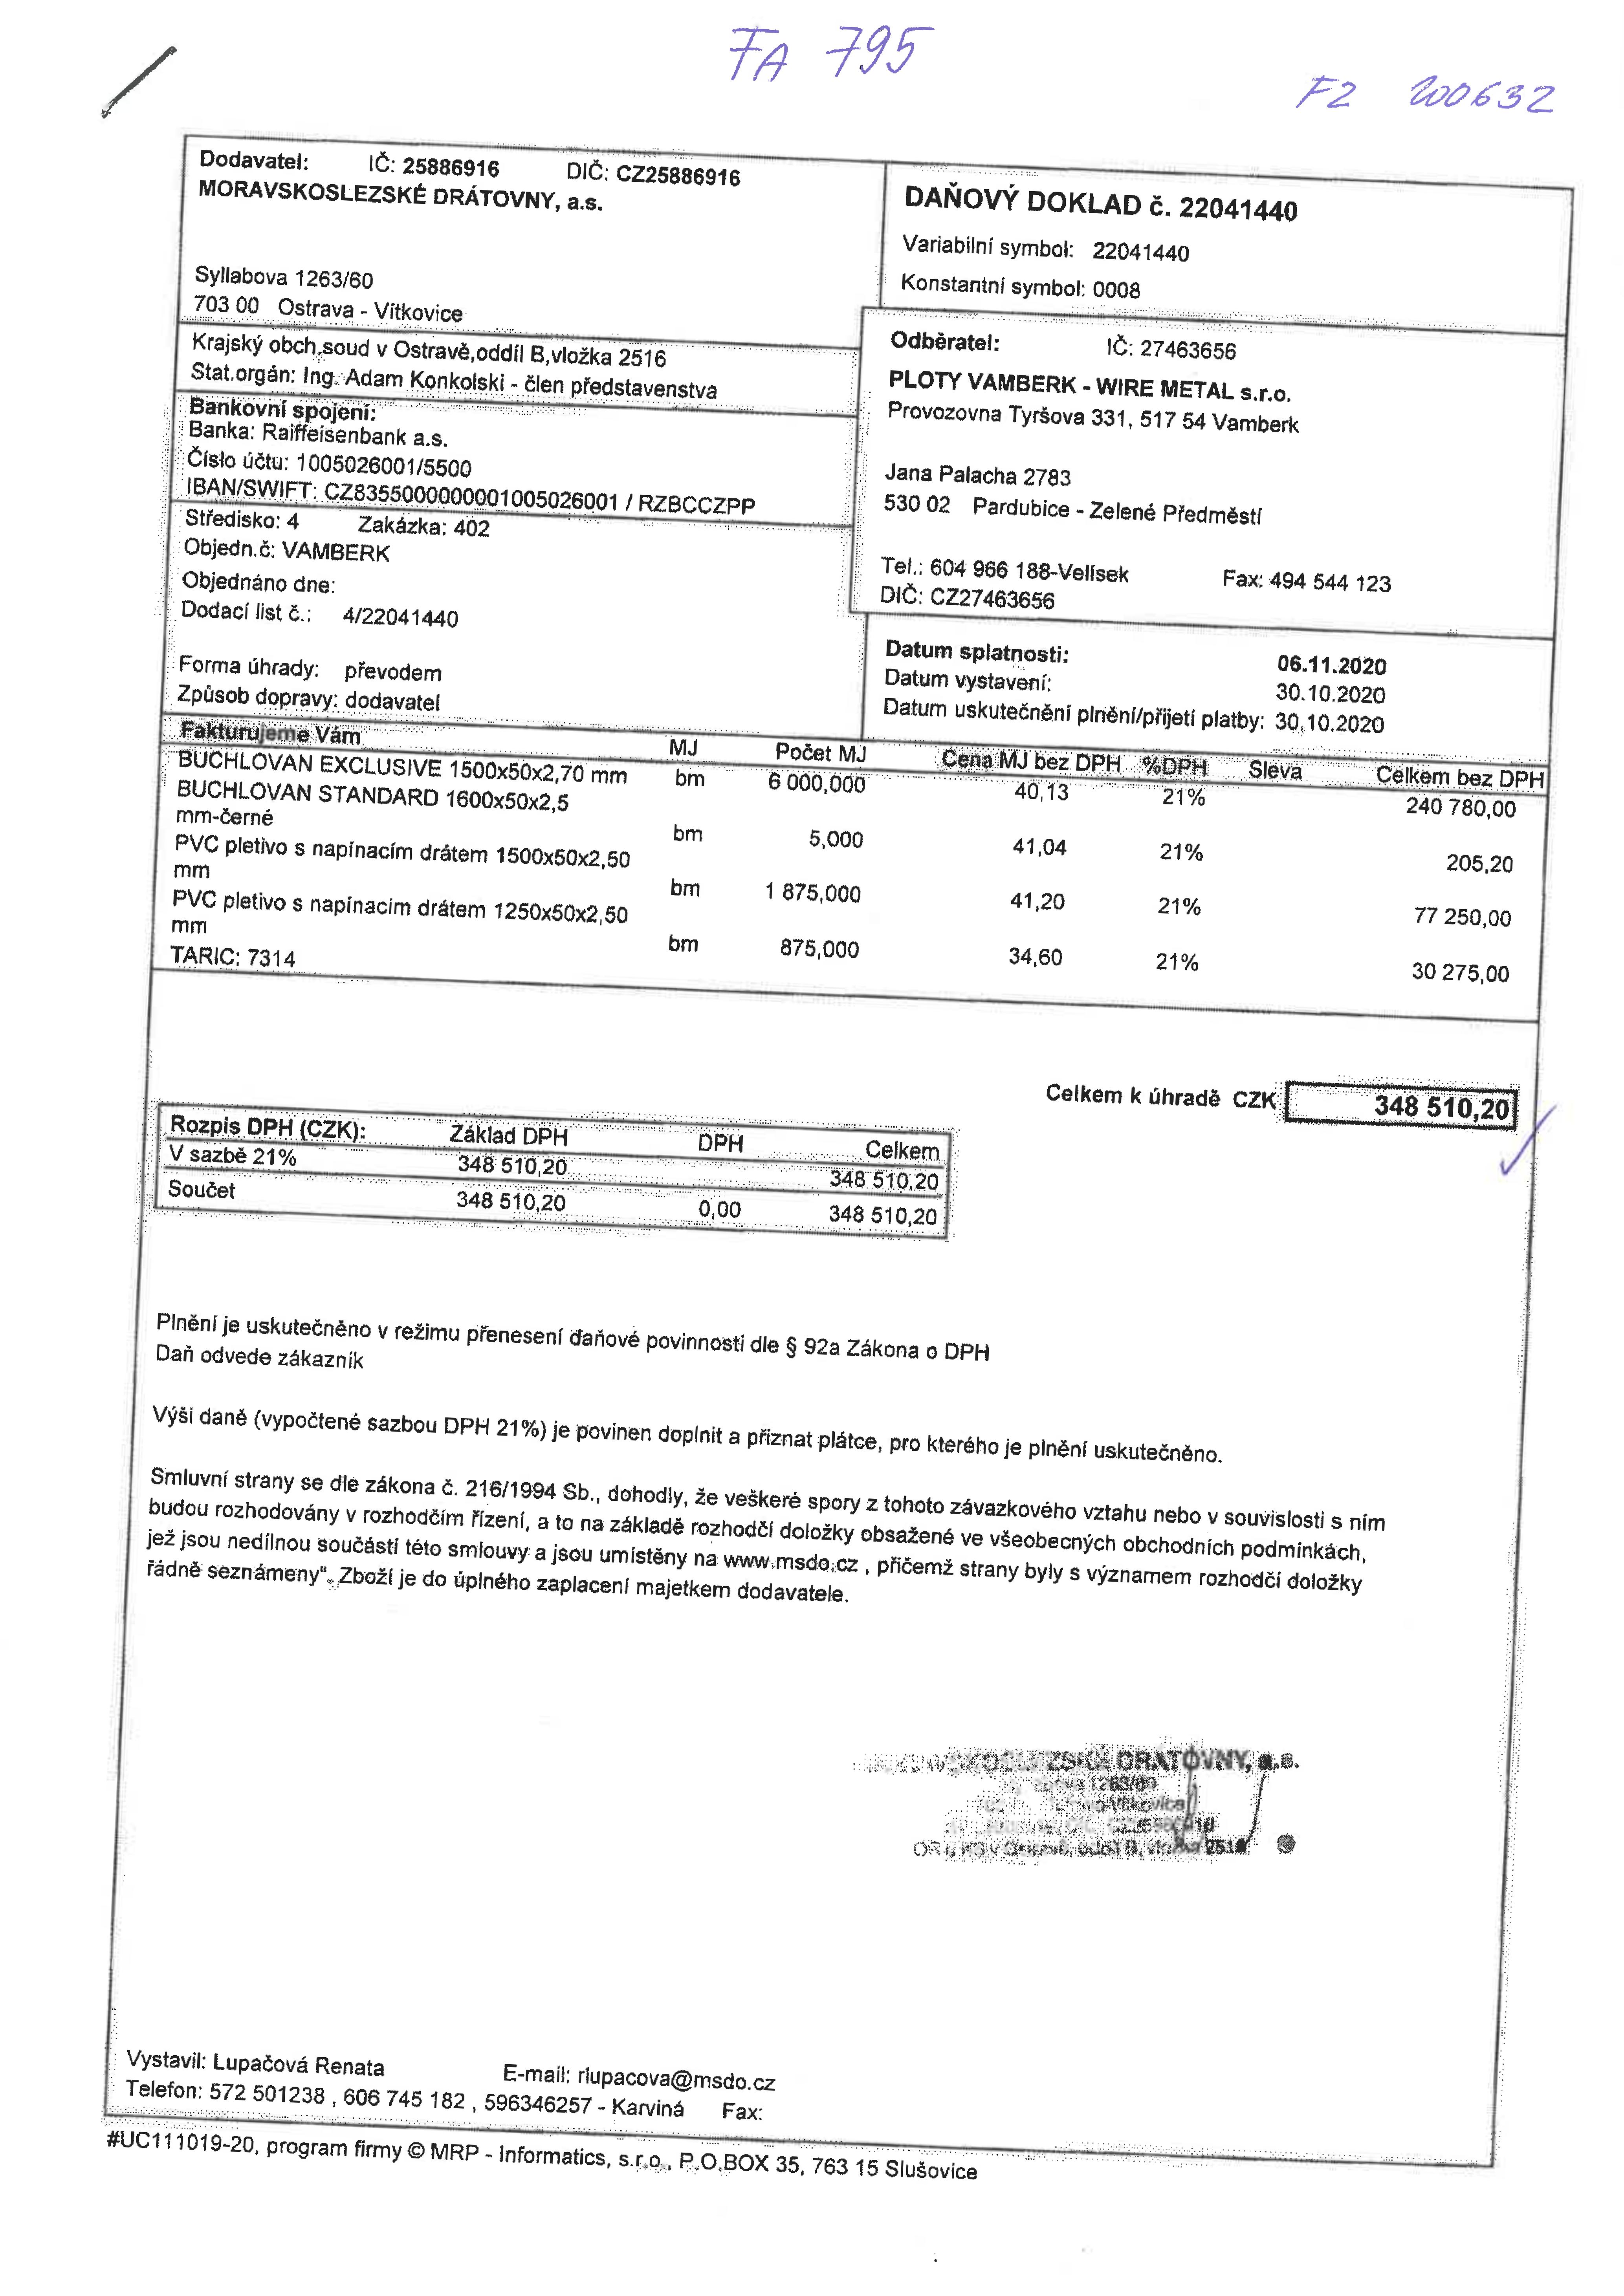 FA 795
F2 200632
Dodavatel: IČ: 25886916 DIČ: CZ25886916
MORAVSKOSLEZSKÉ DRÁTOVNY, a.s.
Syllabova 1263/60
703 00 Ostrava - Vítkovice
DAŇOVÝ DOKLAD č. 22041440
Variabilní symbol: 22041440
Konstantní symbol: 0008
Krajský obch,soud v Ostravě,oddíl B,vložka 2516
Stat.orgán: Ing. Adam Konkolski - člen představenstva
Bankovní spojení:
Banka: Raiffeisenbank a.s.
Číslo účtu: 1005026001/5500
IBAN/SWIFT: CZ8355000000001005026001 / RZBCCZPP
Odběratel: IČ: 27463656
PLOTY VAMBERK - WIRE METAL s.r.o.
Provozovna Tyršova 331, 517 54 Vamberk
Jana Palacha 2783
530 02 Pardubice - Zelené Předměstí
Tel.: 604 966 188-Velísek Fax: 494 544 123
DIČ: CZ27463656
Středisko: 4 Zakázka: 402
Objedn.č: VAMBERK
Objednáno dne:
Dodací list č.: 4/22041440
Forma úhrady: převodem
Způsob dopravy: dodavatel
Datum splatnosti: 06.11.2020
Datum vystavení: 30.10.2020
Datum uskutečnění plnění/přijetí platby: 30.10.2020
Fakturujeme Vám MJ Počet MJ Cena MJ bez DPH %DPH Sleva Celkem bez DPH
BUCHLOVAN EXCLUSIVE 1500x50x2,70 mm bm 6 000,000 40,13 21% 240 780,00
BUCHLOVAN STANDARD 1600x50x2,5
mm-černé bm 5,000 41,04 21% 205,20
PVC pletivo s napínacím drátem 1500x50x2,50
mm bm 1 875,000 41,20 21% 77 250,00
PVC pletivo s napínacím drátem 1250x50x2,50
mm bm 875,000 34,60 21% 30 275,00
TARIC: 7314
Celkem k úhradě CZK 348 510,20
Rozpis DPH (CZK): Základ DPH DPH Celkem
V sazbě 21% 348 510,20 348 510,20
Součet 348 510,20 0,00 348 510,20
Plnění je uskutečněno v režimu přenesení daňové povinnosti dle § 92a Zákona o DPH
Daň odvede zákazník
Výši daně (vypočtené sazbou DPH 21%) je povinen doplnit a přiznat plátce, pro kterého je plnění uskutečněno.
Smluvní strany se dle zákona č. 216/1994 Sb., dohodly, že veškeré spory z tohoto závazkového vztahu nebo v souvislosti s ním
budou rozhodovány v rozhodčím řízení, a to na základě rozhodčí doložky obsažené ve všeobecných obchodních podmínkách,
jež jsou nedílnou součástí této smlouvy a jsou umístěny na www.msdo.cz , přičemž strany byly s významem rozhodčí doložky
řádně seznámeny". Zboží je do úplného zaplacení majetkem dodavatele.
DRÁTOVNY, a.s.
1263/60
2516
Vystavil: Lupačová Renata E-mail: rlupacova@msdo.cz
Telefon: 572 501238 , 606 745 182 , 596346257 - Karviná Fax:
#UC111019-20, program firmy © MRP - Informatics, s.r.o., P.O.BOX 35, 763 15 Slušovice